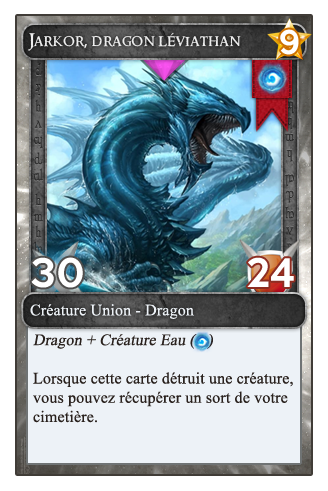 Jarkor, dragon léviathan
9
30
24
Créature Union - Dragon
Dragon + Créature Eau ( )
Lorsque cette carte détruit une créature,
vous pouvez récupérer un sort de votre
cimetière.